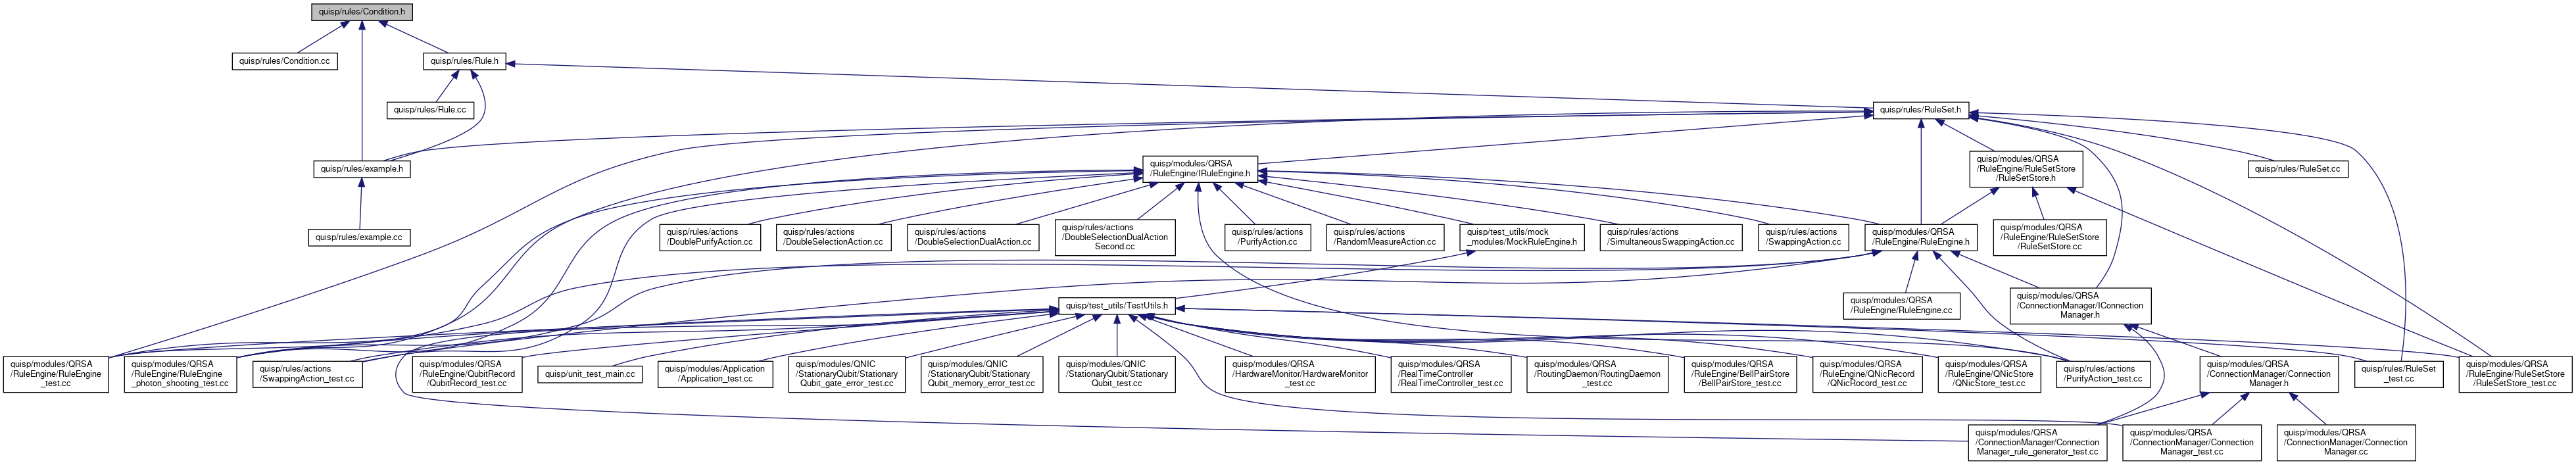 quisp/rules/Condition.h
quisp/rules/Condition.cc
quisp/rules/Rule.h
quisp/rules/Rule.cc
quisp/rules/RuleSet.h
quisp/rules/example.h
quisp/modules/QRSA
/RuleEngine/IRuleEngine.h
quisp/modules/QRSA
/RuleEngine/RuleSetStore
/RuleSetStore.h
quisp/rules/RuleSet.cc
quisp/rules/example.cc
quisp/rules/actions
/DoublePurifyAction.cc
quisp/rules/actions
/DoubleSelectionAction.cc
quisp/rules/actions
/DoubleSelectionDualAction.cc
quisp/rules/actions
/DoubleSelectionDualAction
Second.cc
quisp/rules/actions
/PurifyAction.cc
quisp/rules/actions
/RandomMeasureAction.cc
quisp/test_utils/mock
_modules/MockRuleEngine.h
quisp/rules/actions
/SimultaneousSwappingAction.cc
quisp/rules/actions
/SwappingAction.cc
quisp/modules/QRSA
/RuleEngine/RuleEngine.h
quisp/modules/QRSA
/RuleEngine/RuleSetStore
/RuleSetStore.cc
quisp/test_utils/TestUtils.h
quisp/modules/QRSA
/RuleEngine/RuleEngine.cc
quisp/modules/QRSA
/ConnectionManager/IConnection
Manager.h
quisp/modules/QRSA
/RuleEngine/RuleEngine
_test.cc
quisp/modules/QRSA
/RuleEngine/RuleEngine
_photon_shooting_test.cc
quisp/rules/actions
/SwappingAction_test.cc
quisp/modules/QRSA
/RuleEngine/QubitRecord
/QubitRecord_test.cc
quisp/unit_test_main.cc
quisp/modules/Application
/Application_test.cc
quisp/modules/QNIC
/StationaryQubit/Stationary
Qubit_gate_error_test.cc
quisp/modules/QNIC
/StationaryQubit/Stationary
Qubit_memory_error_test.cc
quisp/modules/QNIC
/StationaryQubit/Stationary
Qubit_test.cc
quisp/modules/QRSA
/HardwareMonitor/HardwareMonitor
_test.cc
quisp/modules/QRSA
/RealTimeController
/RealTimeController_test.cc
quisp/modules/QRSA
/RoutingDaemon/RoutingDaemon
_test.cc
quisp/modules/QRSA
/RuleEngine/BellPairStore
/BellPairStore_test.cc
quisp/modules/QRSA
/RuleEngine/QNicRecord
/QNicRocord_test.cc
quisp/modules/QRSA
/RuleEngine/QNicStore
/QNicStore_test.cc
quisp/rules/actions
/PurifyAction_test.cc
quisp/modules/QRSA
/ConnectionManager/Connection
Manager.h
quisp/rules/RuleSet
_test.cc
quisp/modules/QRSA
/RuleEngine/RuleSetStore
/RuleSetStore_test.cc
quisp/modules/QRSA
/ConnectionManager/Connection
Manager_rule_generator_test.cc
quisp/modules/QRSA
/ConnectionManager/Connection
Manager_test.cc
quisp/modules/QRSA
/ConnectionManager/Connection
Manager.cc